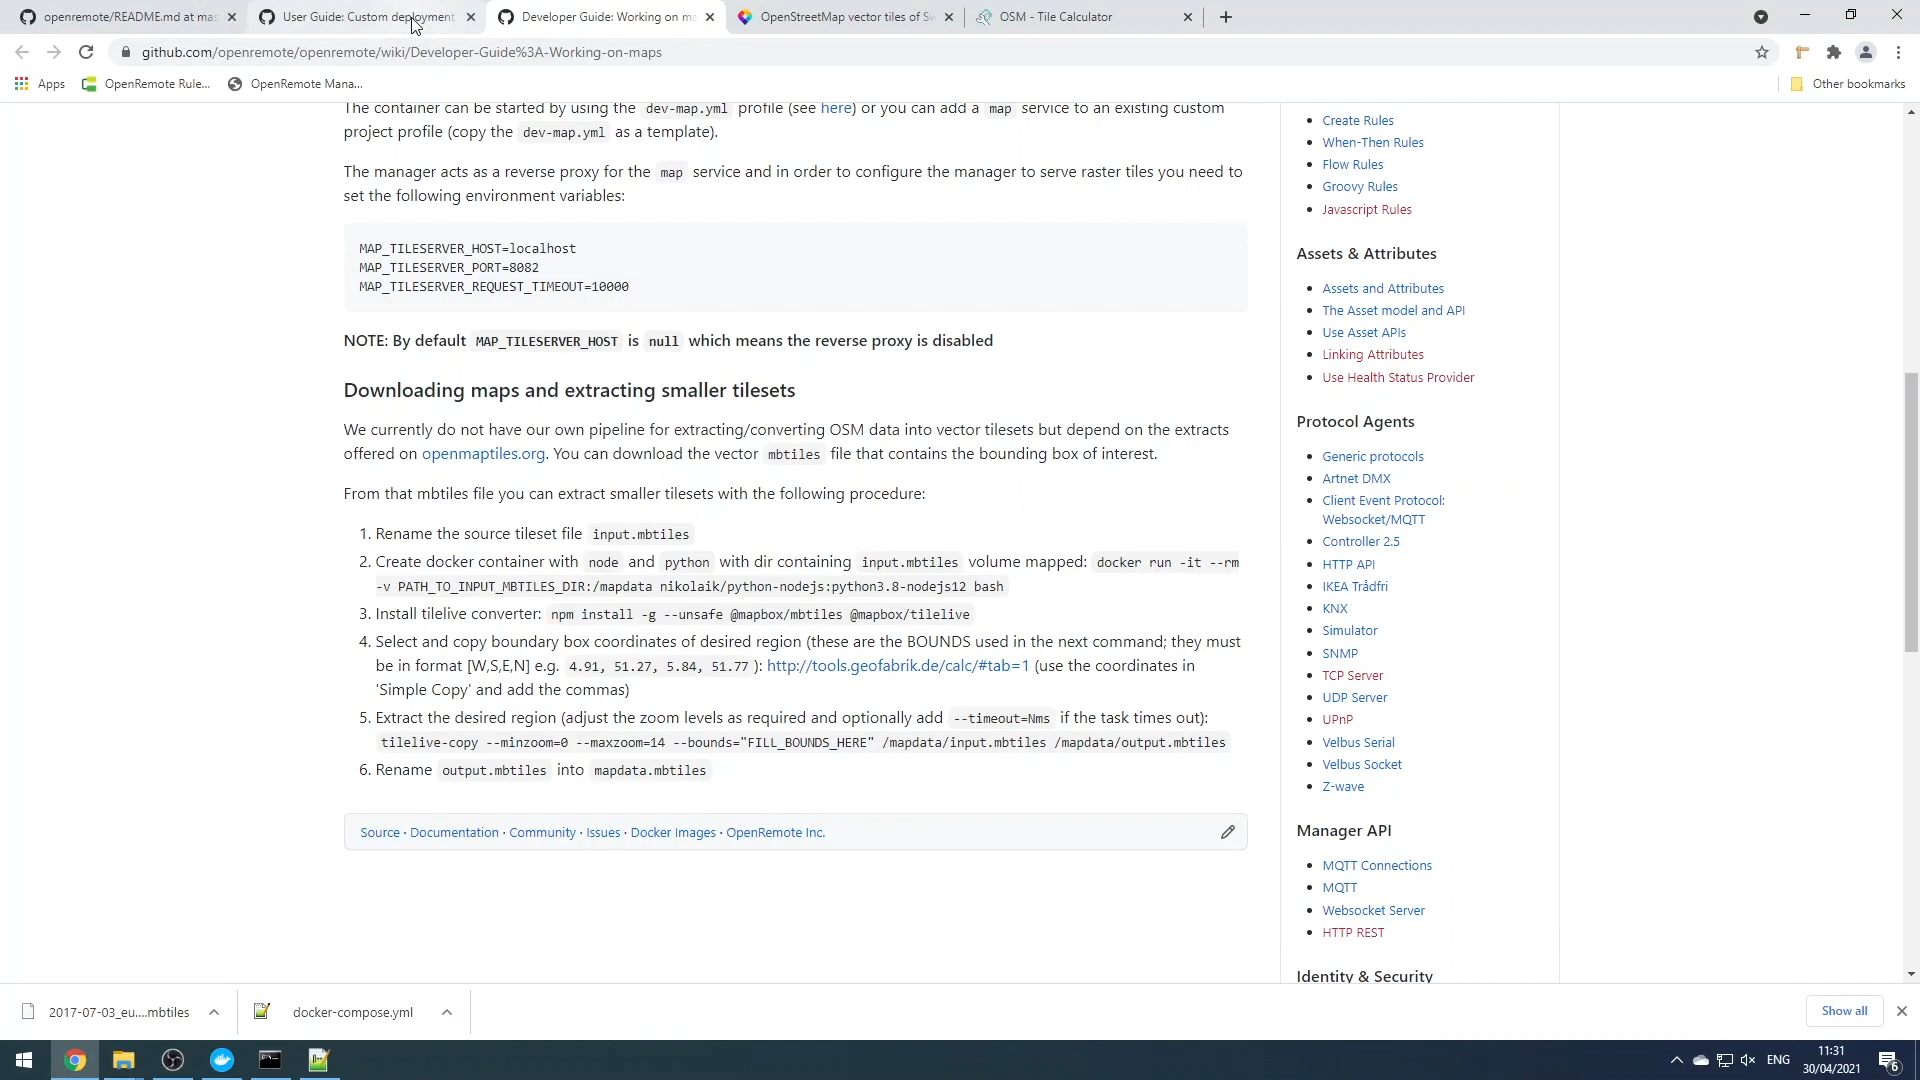 openremote/README.md at mas
User Guide: Custom deployment
Developer Guide: Working on ma
OpenStreetMap vector tiles of Sw
OSM - Tile Calculator
github.com/openremote/openremote/wiki/Developer-Guide%3A-Working-on-maps
Apps
OpenRemote Rule...
OpenRemote Mana...
Other bookmarks
The container can be started by using the dev-map.yml profile (see here) or you can add a map service to an existing custom
project profile (copy the dev-map.yml as a template).
The manager acts as a reverse proxy for the map service and in order to configure the manager to serve raster tiles you need to
set the following environment variables:
MAP_TILESERVER_HOST=localhost
MAP_TILESERVER_PORT=8082
MAP_TILESERVER_REQUEST_TIMEOUT=10000
NOTE: By default MAP_TILESERVER_HOST is null which means the reverse proxy is disabled
Downloading maps and extracting smaller tilesets
We currently do not have our own pipeline for extracting/converting OSM data into vector tilesets but depend on the extracts
offered on openmaptiles.org. You can download the vector mbtiles file that contains the bounding box of interest.
From that mbtiles file you can extract smaller tilesets with the following procedure:
1. Rename the source tileset file input.mbtiles
2. Create docker container with node and python with dir containing input.mbtiles volume mapped: docker run -it --rm
-v PATH_TO_INPUT_MBTILES_DIR:/mapdata nikolaik/python-nodejs:python3.8-nodejs12 bash
3. Install tilelive converter: npm install -g --unsafe @mapbox/mbtiles @mapbox/tilelive
4. Select and copy boundary box coordinates of desired region (these are the BOUNDS used in the next command; they must
be in format [W,S,E,N] e.g. 4.91, 51.27, 5.84, 51.77 ): http://tools.geofabrik.de/calc/#tab=1 (use the coordinates in
'Simple Copy' and add the commas)
5. Extract the desired region (adjust the zoom levels as required and optionally add --timeout=Nms if the task times out):
tilelive-copy --minzoom=0 --maxzoom=14 --bounds="FILL_BOUNDS_HERE" /mapdata/input.mbtiles /mapdata/output.mbtiles
6. Rename output.mbtiles into mapdata.mbtiles
Source · Documentation · Community · Issues · Docker Images · OpenRemote Inc.
Create Rules
When-Then Rules
Flow Rules
Groovy Rules
Javascript Rules
Assets & Attributes
Assets and Attributes
The Asset model and API
Use Asset APIs
Linking Attributes
Use Health Status Provider
Protocol Agents
Generic protocols
Artnet DMX
Client Event Protocol:
Websocket/MQTT
Controller 2.5
HTTP API
IKEA Trådfri
KNX
Simulator
SNMP
TCP Server
UDP Server
UPnP
Velbus Serial
Velbus Socket
Z-wave
Manager API
MQTT Connections
MQTT
Websocket Server
HTTP REST
Identity & Security
2017-07-03_eu....mbtiles
docker-compose.yml
Show all
ENG
11:31
30/04/2021
6